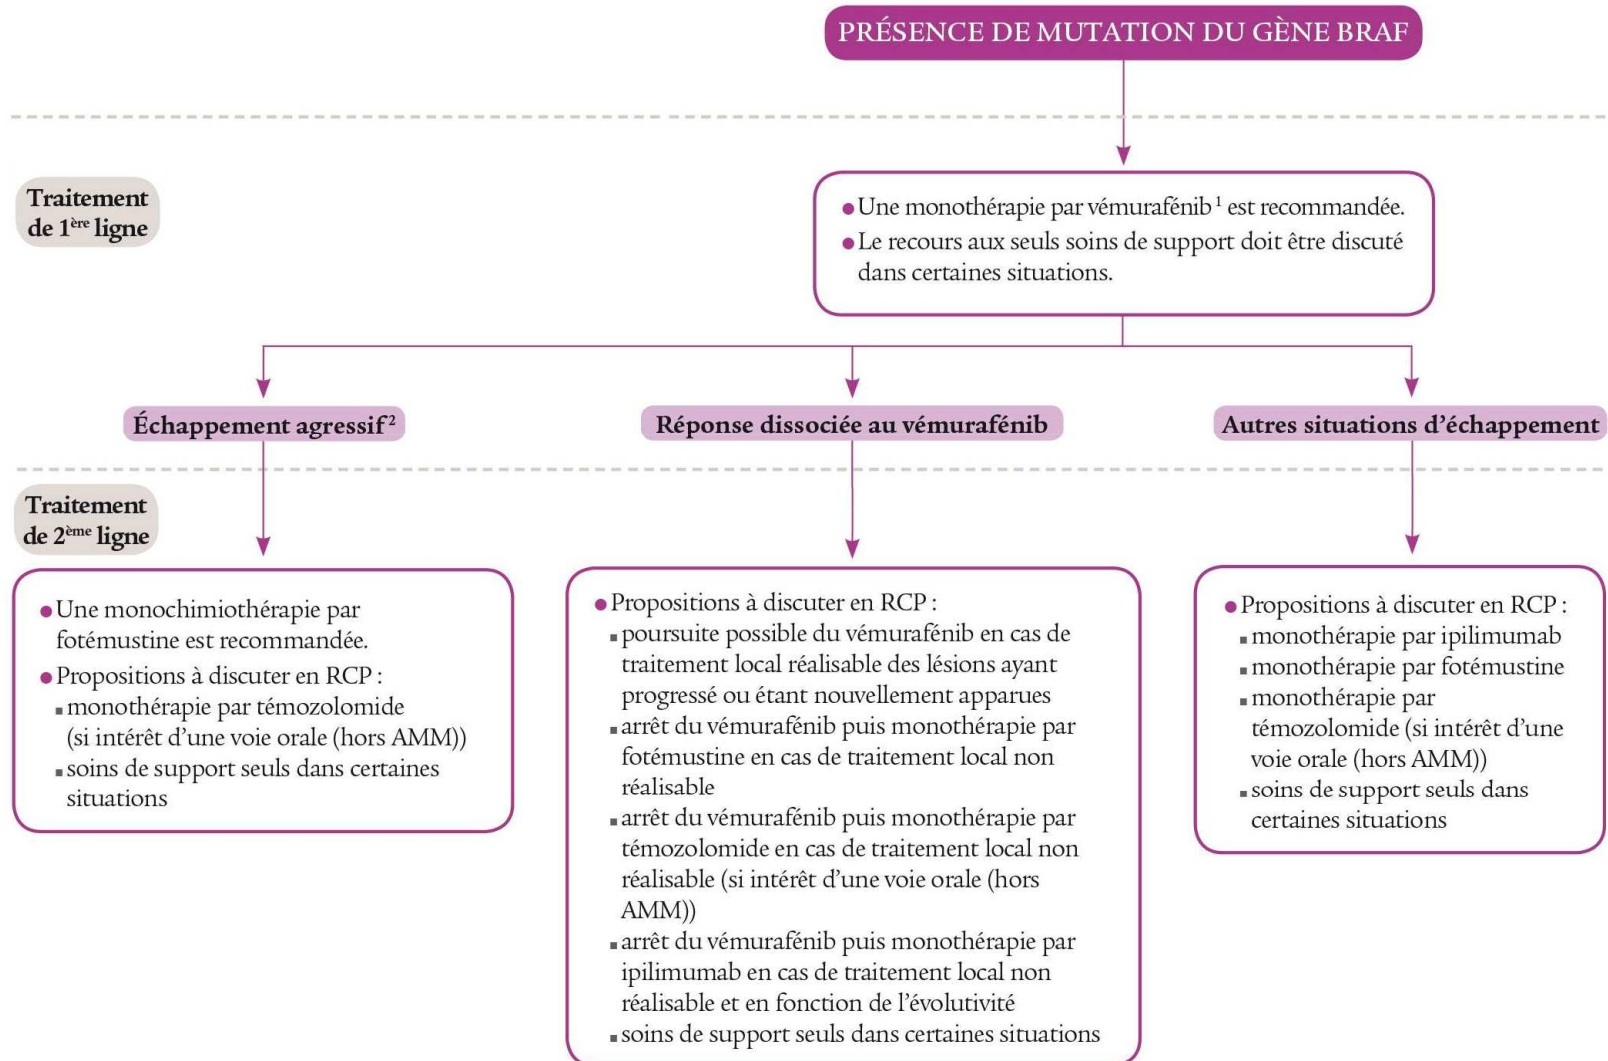 PRÉSENCE DE MUTATION DU GÈNE BRAF
Traitement
de 1ère ligne
● Une monothérapie par vémurafénib 1 est recommandée.
● Le recours aux seuls soins de support doit être discuté
dans certaines situations.
Échappement agressif 2
Réponse dissociée au vémurafénib
Autres situations d’échappement
Traitement
de 2ème ligne
● Une monochimiothérapie par
fotémustine est recommandée.
● Propositions à discuter en RCP :
▪ monothérapie par témozolomide
(si intérêt d’une voie orale (hors AMM))
▪ soins de support seuls dans certaines
situations
● Propositions à discuter en RCP :
▪ poursuite possible du vémurafénib en cas de
traitement local réalisable des lésions ayant
progressé ou étant nouvellement apparues
▪ arrêt du vémurafénib puis monothérapie par
fotémustine en cas de traitement local non
réalisable
▪ arrêt du vémurafénib puis monothérapie par
témozolomide en cas de traitement local non
réalisable (si intérêt d’une voie orale (hors
AMM))
▪ arrêt du vémurafénib puis monothérapie par
ipilimumab en cas de traitement local non
réalisable et en fonction de l’évolutivité
▪ soins de support seuls dans certaines situations
● Propositions à discuter en RCP :
▪ monothérapie par ipilimumab
▪ monothérapie par fotémustine
▪ monothérapie par
témozolomide (si intérêt d’une
voie orale (hors AMM))
▪ soins de support seuls dans
certaines situations